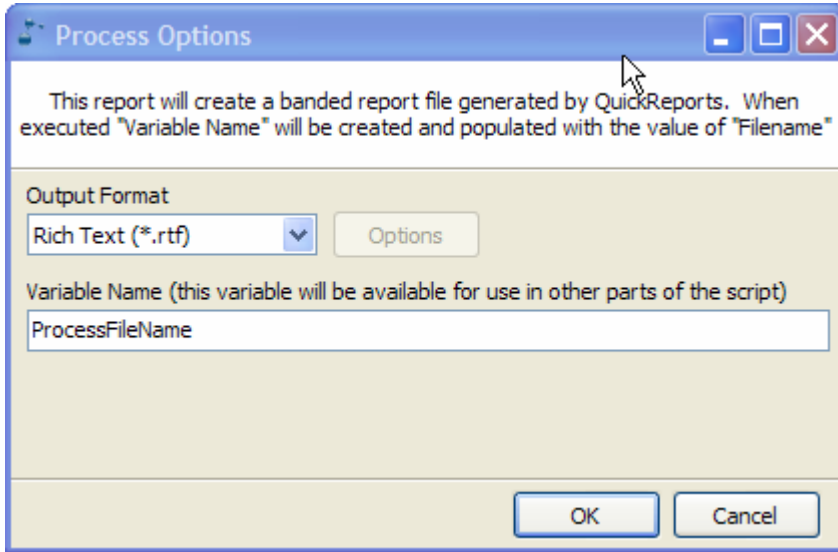 Process Options
This report will create a banded report file generated by QuickReports. When
executed "Variable Name" will be created and populated with the value of "Filename"
Output Format
Rich Text (*.rtf)
Options
Variable Name (this variable will be available for use in other parts of the script)
ProcessFileName
OK
Cancel